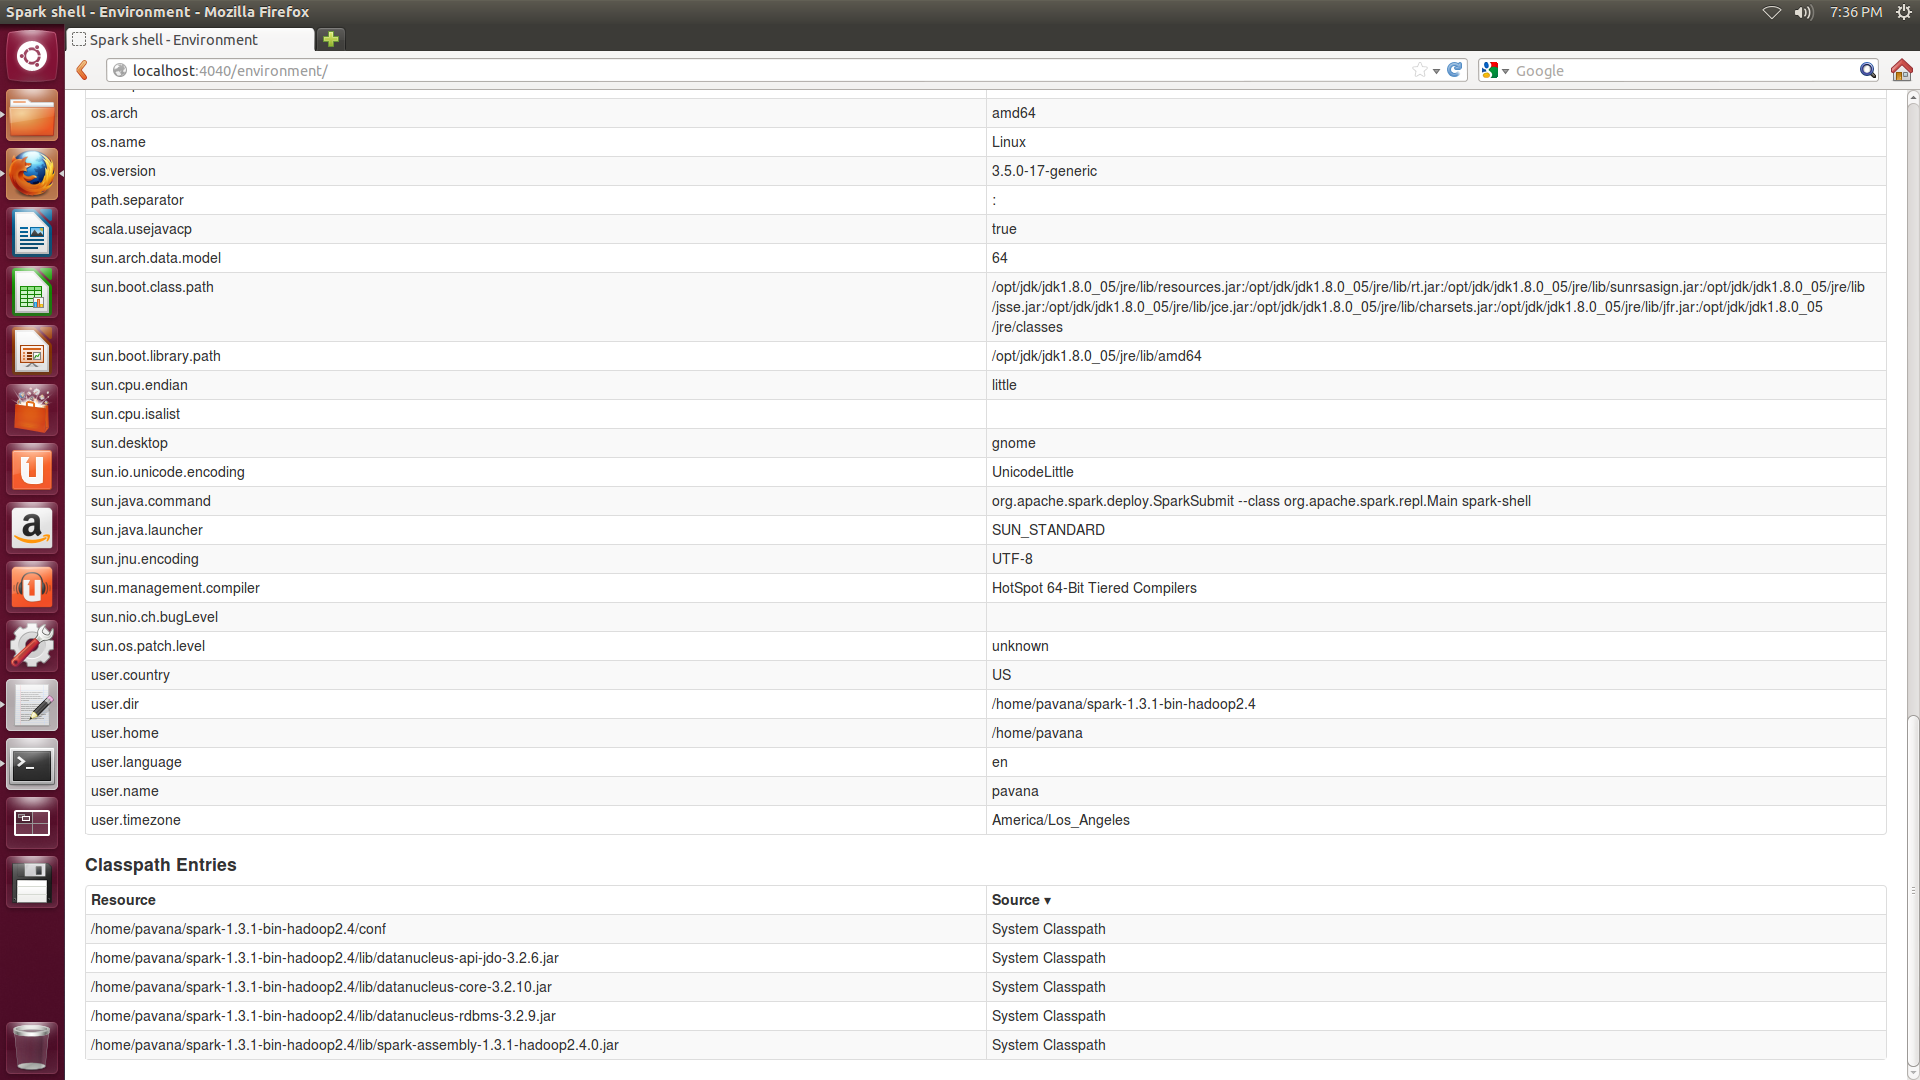 Spark shell - Environment - Mozilla Firefox
7:36 PM
Spark shell - Environment
localhost:4040/environment/
Google
os.arch amd64
os.name Linux
os.version 3.5.0-17-generic
path.separator :
scala.usejavacp true
sun.arch.data.model 64
sun.boot.class.path /opt/jdk/jdk1.8.0_05/jre/lib/resources.jar:/opt/jdk/jdk1.8.0_05/jre/lib/rt.jar:/opt/jdk/jdk1.8.0_05/jre/lib/sunrsasign.jar:/opt/jdk/jdk1.8.0_05/jre/lib
/jsse.jar:/opt/jdk/jdk1.8.0_05/jre/lib/jce.jar:/opt/jdk/jdk1.8.0_05/jre/lib/charsets.jar:/opt/jdk/jdk1.8.0_05/jre/lib/jfr.jar:/opt/jdk/jdk1.8.0_05
/jre/classes
sun.boot.library.path /opt/jdk/jdk1.8.0_05/jre/lib/amd64
sun.cpu.endian little
sun.cpu.isalist
sun.desktop gnome
sun.io.unicode.encoding UnicodeLittle
sun.java.command org.apache.spark.deploy.SparkSubmit --class org.apache.spark.repl.Main spark-shell
sun.java.launcher SUN_STANDARD
sun.jnu.encoding UTF-8
sun.management.compiler HotSpot 64-Bit Tiered Compilers
sun.nio.ch.bugLevel
sun.os.patch.level unknown
user.country US
user.dir /home/pavana/spark-1.3.1-bin-hadoop2.4
user.home /home/pavana
user.language en
user.name pavana
user.timezone America/Los_Angeles
Classpath Entries
Resource Source ▾
/home/pavana/spark-1.3.1-bin-hadoop2.4/conf System Classpath
/home/pavana/spark-1.3.1-bin-hadoop2.4/lib/datanucleus-api-jdo-3.2.6.jar System Classpath
/home/pavana/spark-1.3.1-bin-hadoop2.4/lib/datanucleus-core-3.2.10.jar System Classpath
/home/pavana/spark-1.3.1-bin-hadoop2.4/lib/datanucleus-rdbms-3.2.9.jar System Classpath
/home/pavana/spark-1.3.1-bin-hadoop2.4/lib/spark-assembly-1.3.1-hadoop2.4.0.jar System Classpath